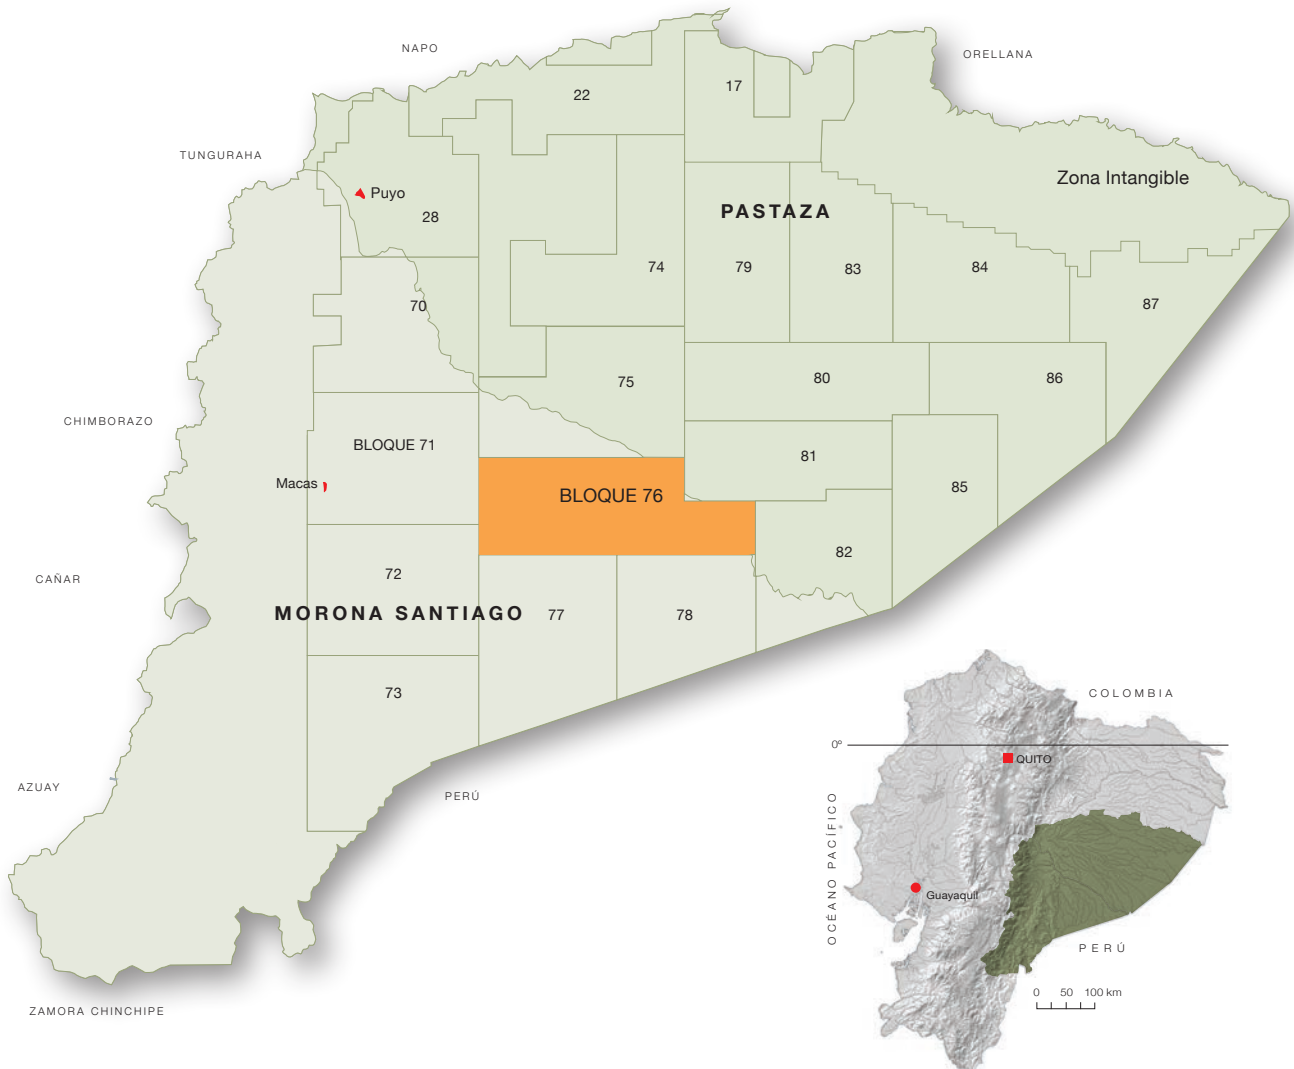 NAPO
ORELLANA
22
17
TUNGURAHA
Zona Intangible
Puyo
28
PASTAZA
74
79
83
84
70
87
75
80
86
CHIMBORAZO
BLOQUE 71
81
Macas
BLOQUE 76
85
82
CAÑAR
72
MORONA SANTIAGO
77
78
73
COLOMBIA
0º
QUITO
AZUAY
PERÚ
OCÉANO PACÍFICO
Guayaquil
PERÚ
0 50 100 km
ZAMORA CHINCHIPE